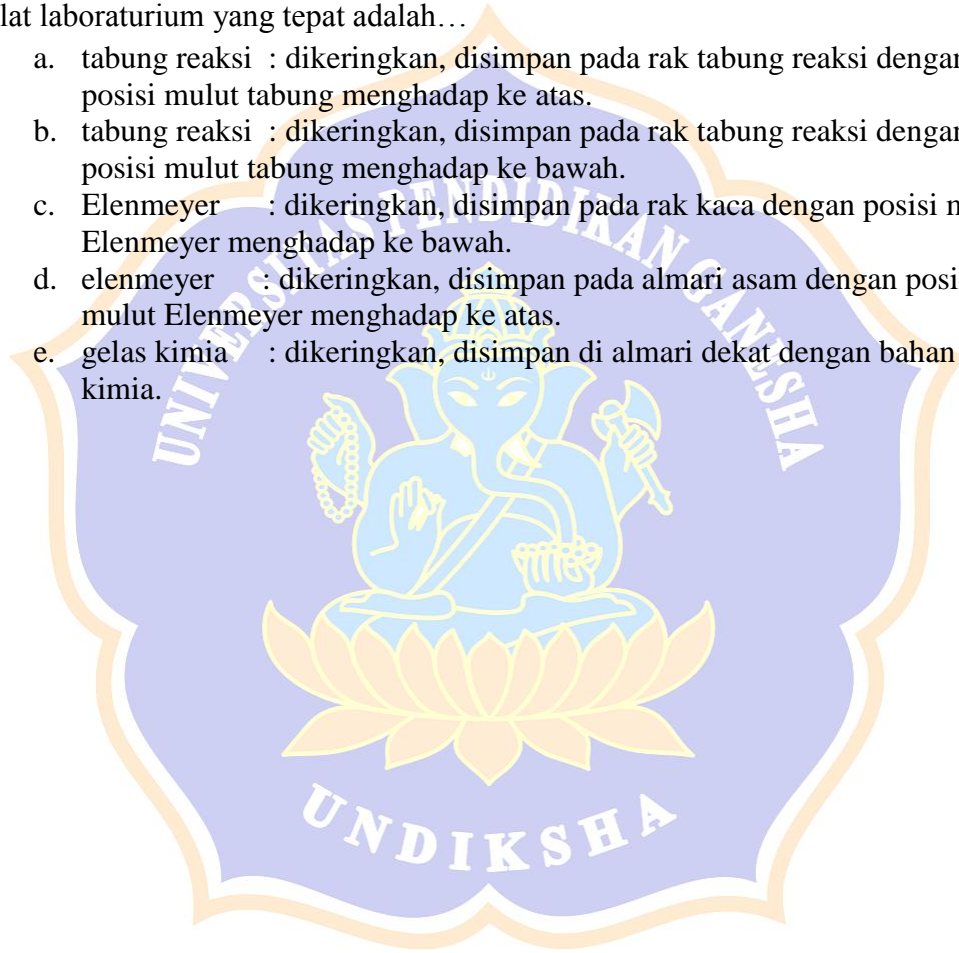 lat laboraturium yang tepat adalah…
a. tabung reaksi : dikeringkan, disimpan pada rak tabung reaksi dengan
posisi mulut tabung menghadap ke atas.
b. tabung reaksi : dikeringkan, disimpan pada rak tabung reaksi dengan
posisi mulut tabung menghadap ke bawah.
c. Elenmeyer : dikeringkan, disimpan pada rak kaca dengan posisi
Elenmeyer menghadap ke bawah.
d. elenmeyer : dikeringkan, disimpan pada almari asam dengan posi
mulut Elenmeyer menghadap ke atas.
e. gelas kimia : dikeringkan, disimpan di almari dekat dengan bahan
kimia.
UNIVERSITAS PENDIDIKAN GANESHA
UNDIKSHA